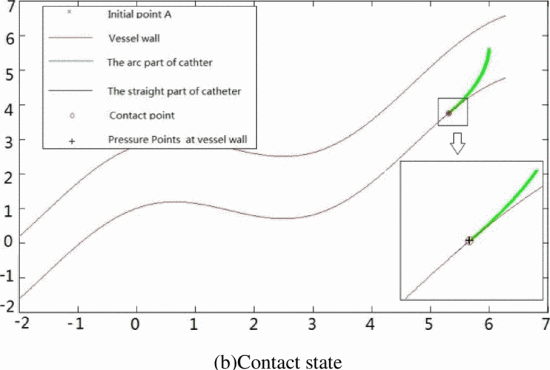 7
6
5
4
3
2
1
0
-1
-2
Initial point A
Vessel wall
The arc part of cathter
The straight part of catheter
Contact point
Pressure Points at vessel wall
-2 -1 0 1 2 3 4 5 6 7
(b)Contact state